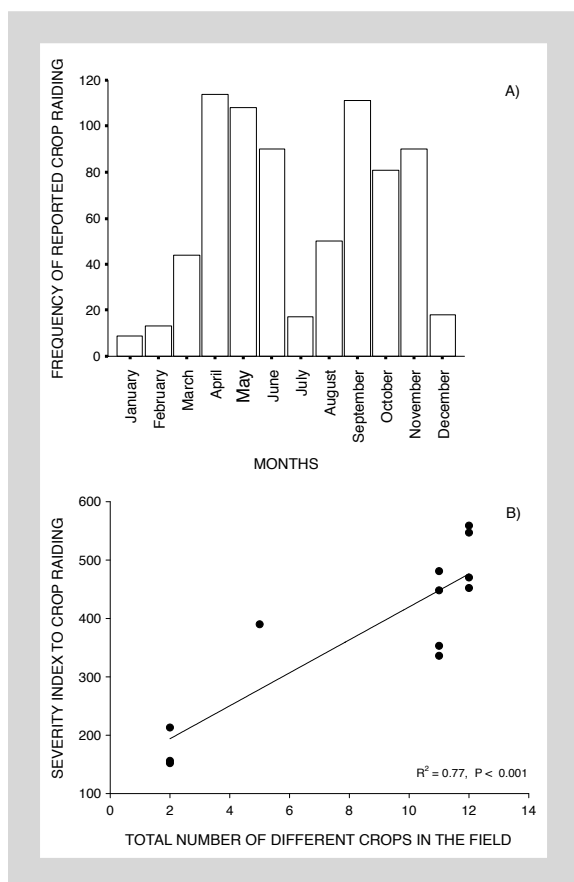 A)
FREQUENCY OF REPORTED CROP RAIDING
120
100
80
60
40
20
0
January
February
March
April
May
June
July
August
September
October
November
December
MONTHS
B)
SEVERITY INDEX TO CROP RAIDING
600
500
400
300
200
100
R² = 0.77, P < 0.001
0 2 4 6 8 10 12 14
TOTAL NUMBER OF DIFFERENT CROPS IN THE FIELD